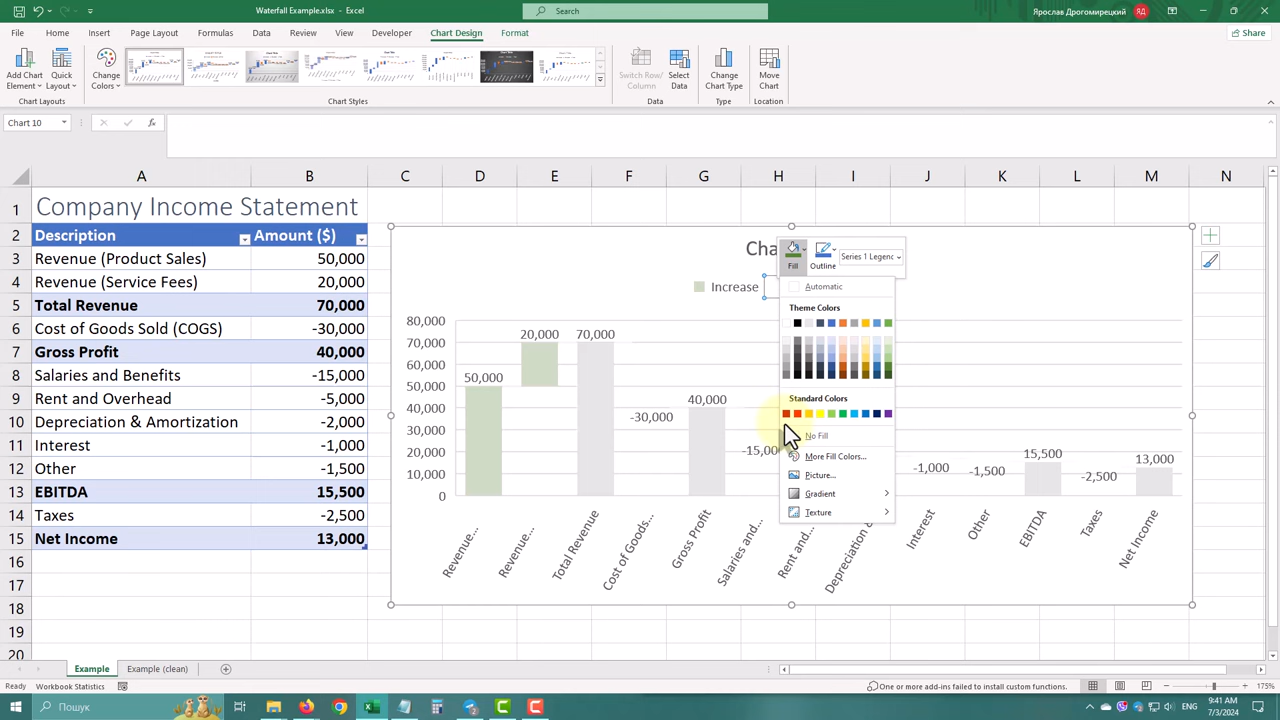 Waterfall Example.xlsx - Excel
Search
Ярослав Дрогомирецкий
ЯД
File Home Insert Page Layout Formulas Data Review View Developer Chart Design Format
Share
Add Chart Element
Quick Layout
Change Colors
Switch Row/ Column
Select Data
Change Chart Type
Move Chart
Chart Layouts
Chart Styles
Data
Type
Location
Chart 10
fx
A B C D E F G H I J K L M N
1 Company Income Statement
2 Description Amount ($)
3 Revenue (Product Sales) 50,000
4 Revenue (Service Fees) 20,000
5 Total Revenue 70,000
6 Cost of Goods Sold (COGS) -30,000
7 Gross Profit 40,000
8 Salaries and Benefits -15,000
9 Rent and Overhead -5,000
10 Depreciation & Amortization -2,000
11 Interest -1,000
12 Other -1,500
13 EBITDA 15,500
14 Taxes -2,500
15 Net Income 13,000
16
17
18
19
20
Cha
Increase
80,000
70,000
60,000
50,000
40,000
30,000
20,000
10,000
0
50,000
20,000
70,000
-30,000
40,000
-15,00
-1,000
-1,500
15,500
-2,500
13,000
Revenue...
Revenue...
Total Revenue
Cost of Goods...
Gross Profit
Salaries and...
Rent and...
Depreciation &
Interest
Other
EBITDA
Taxes
Net Income
Fill
Outline
Series 1 Legenc
Automatic
Theme Colors
Standard Colors
No Fill
More Fill Colors...
Picture...
Gradient
Texture
Example
Example (clean)
Ready
Workbook Statistics
One or more add-ins failed to install custom functions.
175%
Пошук
УКР
9:41 AM
7/3/2024